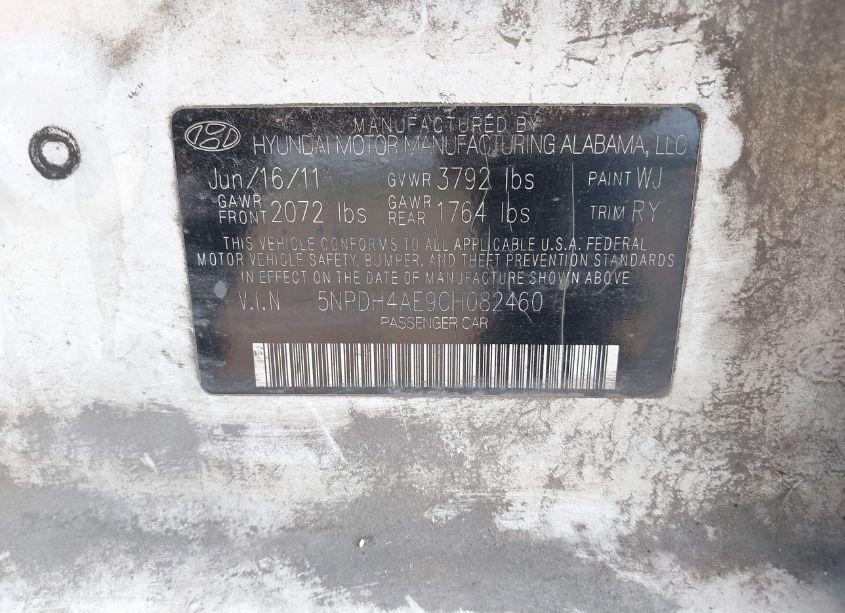 MANUFACTURED BY
HYUNDAI MOTOR MANUFACTURING ALABAMA, LLC
Jun/16/11 GVWR 3792 lbs PAINT WJ
GAWR FRONT 2072 lbs GAWR REAR 1764 lbs TRIM RY
THIS VEHICLE CONFORMS TO ALL APPLICABLE U.S.A. FEDERAL
MOTOR VEHICLE SAFETY, BUMPER, AND THEFT PREVENTION STANDARDS
IN EFFECT ON THE DATE OF MANUFACTURE SHOWN ABOVE
V.I.N 5NPDH4AE9CH082460
PASSENGER CAR